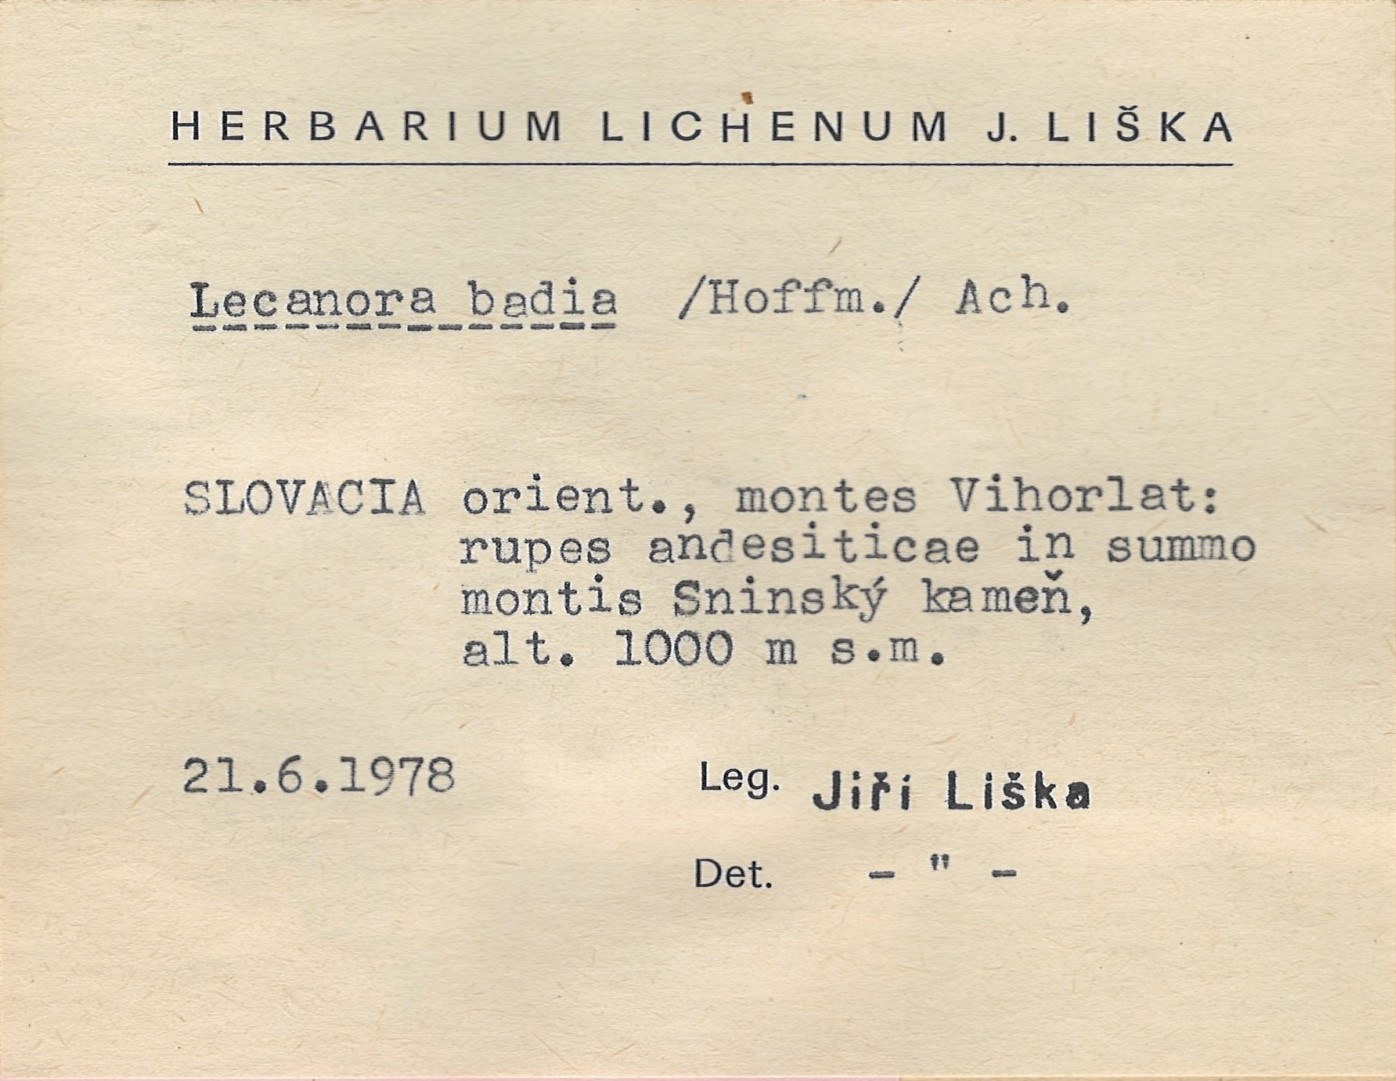 HERBARIUM LICHENUM J. LIŠKA
Lecanora badia /Hoffm./ Ach.
SLOVACIA orient., montes Vihorlat:
rupes andesiticae in summo
montis Sninský kameň,
alt. 1000 m s.m.
21.6.1978 Leg. Jiří Liška
Det. - " -